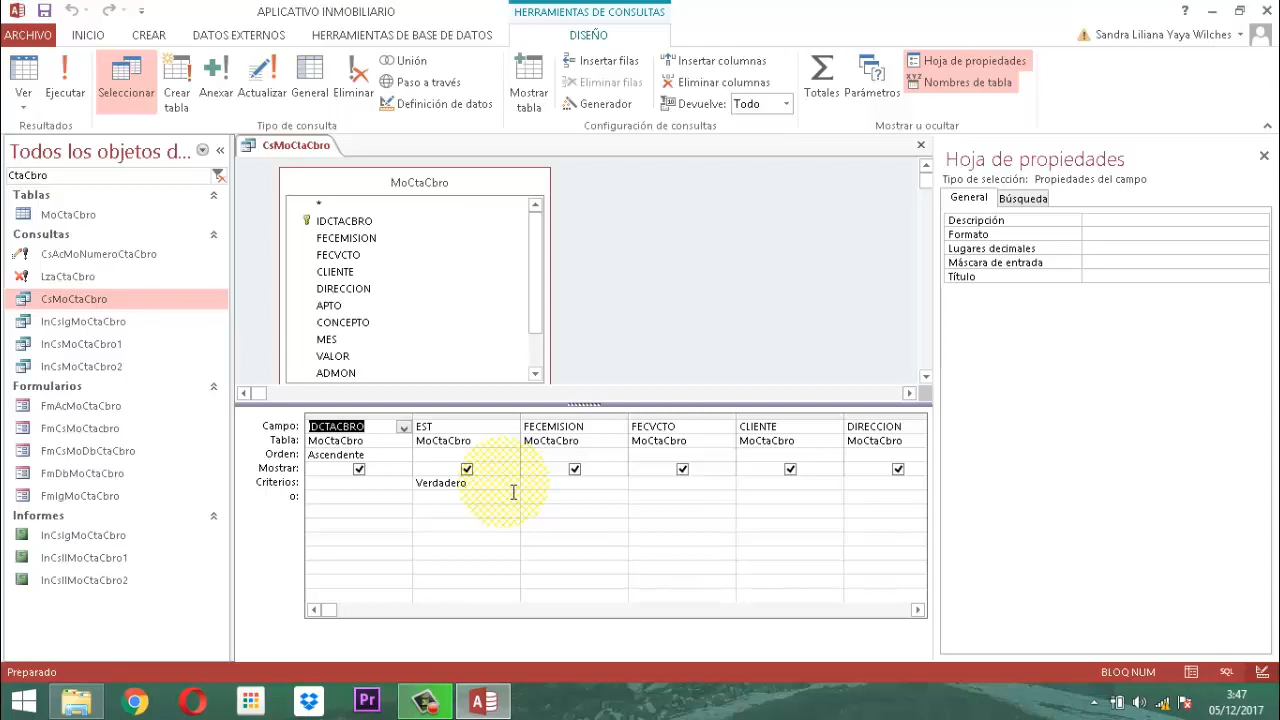 APLICATIVO INMOBILIARIO
HERRAMIENTAS DE CONSULTAS
?
ARCHIVO INICIO CREAR DATOS EXTERNOS HERRAMIENTAS DE BASE DE DATOS DISEÑO Sandra Liliana Yaya Wilches
Ver
Ejecutar
Resultados
Seleccionar
Crear tabla
Anexar
Actualizar
General
Eliminar
Unión
Paso a través
Definición de datos
Tipo de consulta
Mostrar tabla
Insertar filas
Eliminar filas
Generador
Insertar columnas
Eliminar columnas
Devuelve: Todo
Configuración de consultas
Totales
Parámetros
Hoja de propiedades
XYZ Nombres de tabla
Mostrar u ocultar
Todos los objetos d...
CtaCbro
Tablas
MoCtaCbro
Consultas
CsAcMoNumeroCtaCbro
LzaCtaCbro
CsMoCtaCbro
InCsIgMoCtaCbro
InCsMoCtaCbro1
InCsMoCtaCbro2
Formularios
FmAcMoCtaCbro
FmCsMoCtaCbro
FmCsMoDbCtaCbro
FmDbMoCtaCbro
FmIgMoCtaCbro
Informes
InCsIgMoCtaCbro
InCsIIMoCtaCbro1
InCsIIMoCtaCbro2
CsMoCtaCbro
MoCtaCbro
*
IDCTACBRO
FECEMISION
FECVCTO
CLIENTE
DIRECCION
APTO
CONCEPTO
MES
VALOR
ADMON
Campo: IDCTACBRO EST FECEMISION FECVCTO CLIENTE DIRECCION
Tabla: MoCtaCbro MoCtaCbro MoCtaCbro MoCtaCbro MoCtaCbro MoCtaCbro
Orden: Ascendente
Mostrar:
Criterios: Verdadero
o:
Hoja de propiedades
Tipo de selección: Propiedades del campo
General Búsqueda
Descripción
Formato
Lugares decimales
Máscara de entrada
Título
Preparado
BLOQ NUM SQL
Pr
3:47
05/12/2017